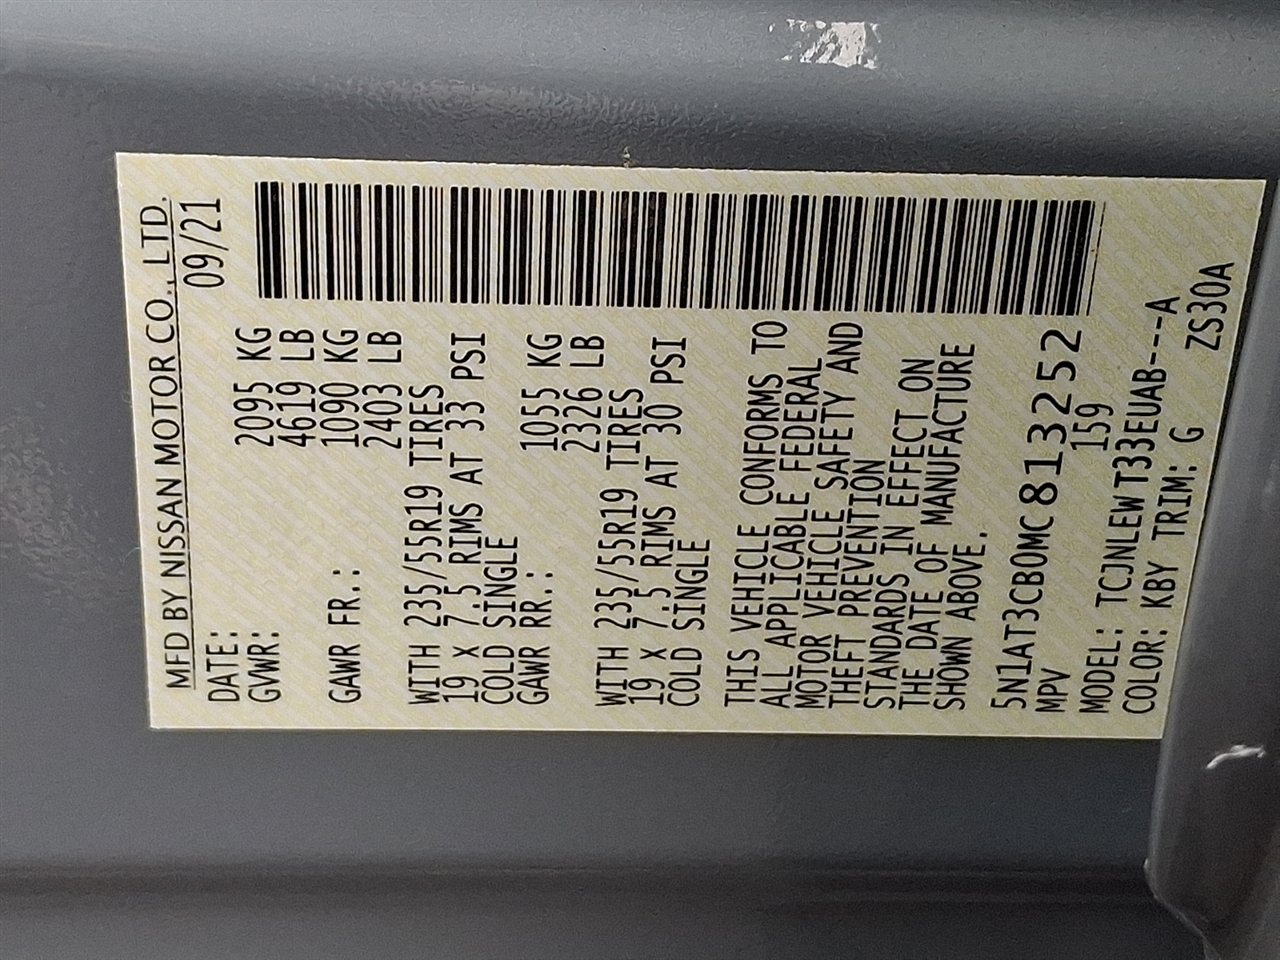 MFD BY NISSAN MOTOR CO., LTD.
DATE: 09/21
GVWR: 2095 KG
4619 LB
GAWR FR.: 1090 KG
2403 LB
WITH 235/55R19 TIRES
19 X 7.5 RIMS AT 33 PSI
COLD SINGLE
GAWR RR.: 1055 KG
2326 LB
WITH 235/55R19 TIRES
19 X 7.5 RIMS AT 30 PSI
COLD SINGLE
THIS VEHICLE CONFORMS TO
ALL APPLICABLE FEDERAL
MOTOR VEHICLE SAFETY AND
THEFT PREVENTION
STANDARDS IN EFFECT ON
THE DATE OF MANUFACTURE
SHOWN ABOVE.
5N1AT3CB0MC813252
MPV 159
MODEL: TCJNLEW T33EUAB---A
COLOR: KBY TRIM: G ZS30A